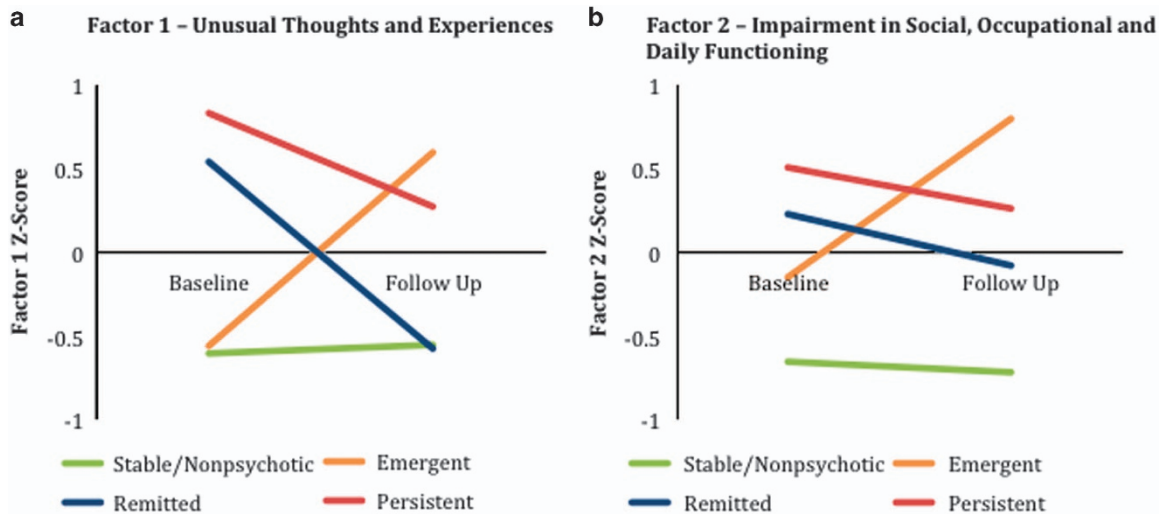 a
Factor 1 – Unusual Thoughts and Experiences
1
0.5
0
-0.5
-1
Factor 1 Z-Score
Baseline
Follow Up
Stable/Nonpsychotic
Emergent
Remitted
Persistent
b
Factor 2 – Impairment in Social, Occupational and
Daily Functioning
1
0.5
0
-0.5
-1
Factor 2 Z-Score
Baseline
Follow Up
Stable/Nonpsychotic
Emergent
Remitted
Persistent